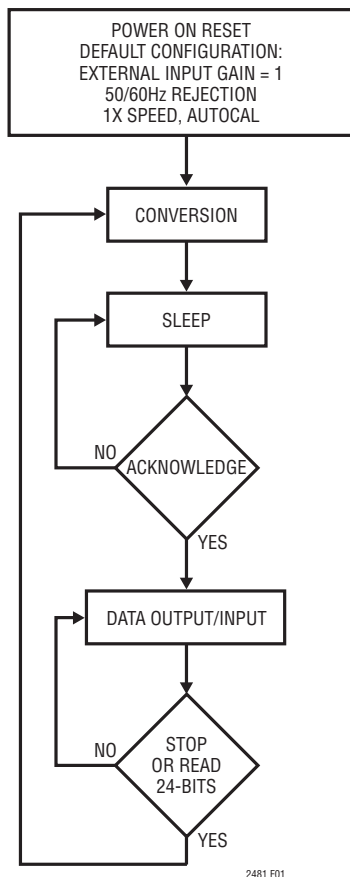 POWER ON RESET
DEFAULT CONFIGURATION:
EXTERNAL INPUT GAIN = 1
50/60Hz REJECTION
1X SPEED, AUTOCAL
CONVERSION
SLEEP
NO
ACKNOWLEDGE
YES
DATA OUTPUT/INPUT
NO
STOP
OR READ
24-BITS
YES
2481 F01